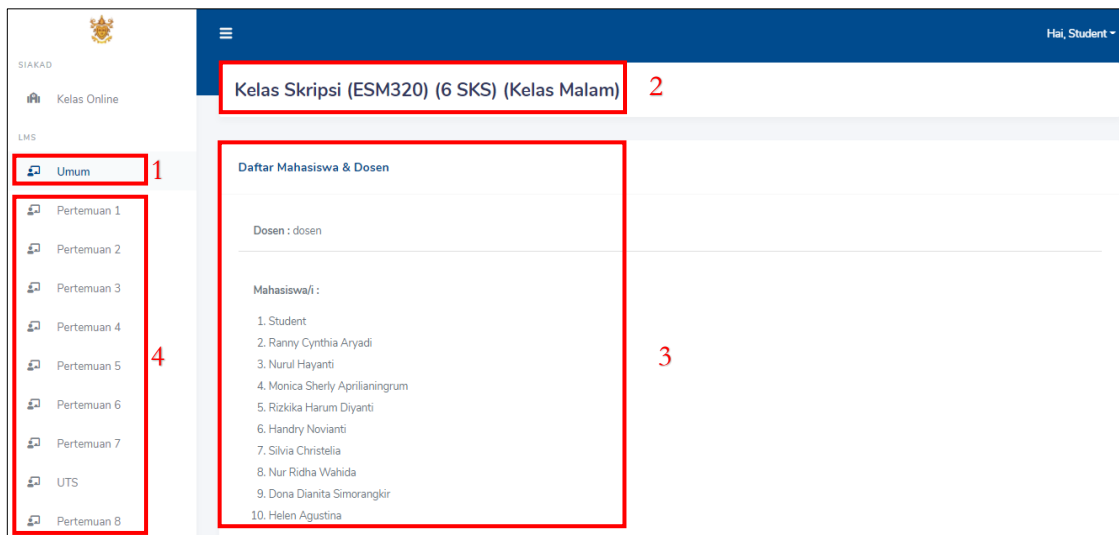 Hai, Student
SIAKAD
Kelas Online
LMS
Umum
1
Pertemuan 1
Pertemuan 2
Pertemuan 3
Pertemuan 4
Pertemuan 5
Pertemuan 6
Pertemuan 7
UTS
Pertemuan 8
4
Kelas Skripsi (ESM320) (6 SKS) (Kelas Malam)
2
Daftar Mahasiswa & Dosen
Dosen : dosen
Mahasiswa/i :
1. Student
2. Ranny Cynthia Aryadi
3. Nurul Hayanti
4. Monica Sherly Aprilianingrum
5. Rizkika Harum Diyanti
6. Handry Novianti
7. Silvia Christelia
8. Nur Ridha Wahida
9. Dona Dianita Simorangkir
10. Helen Agustina
3